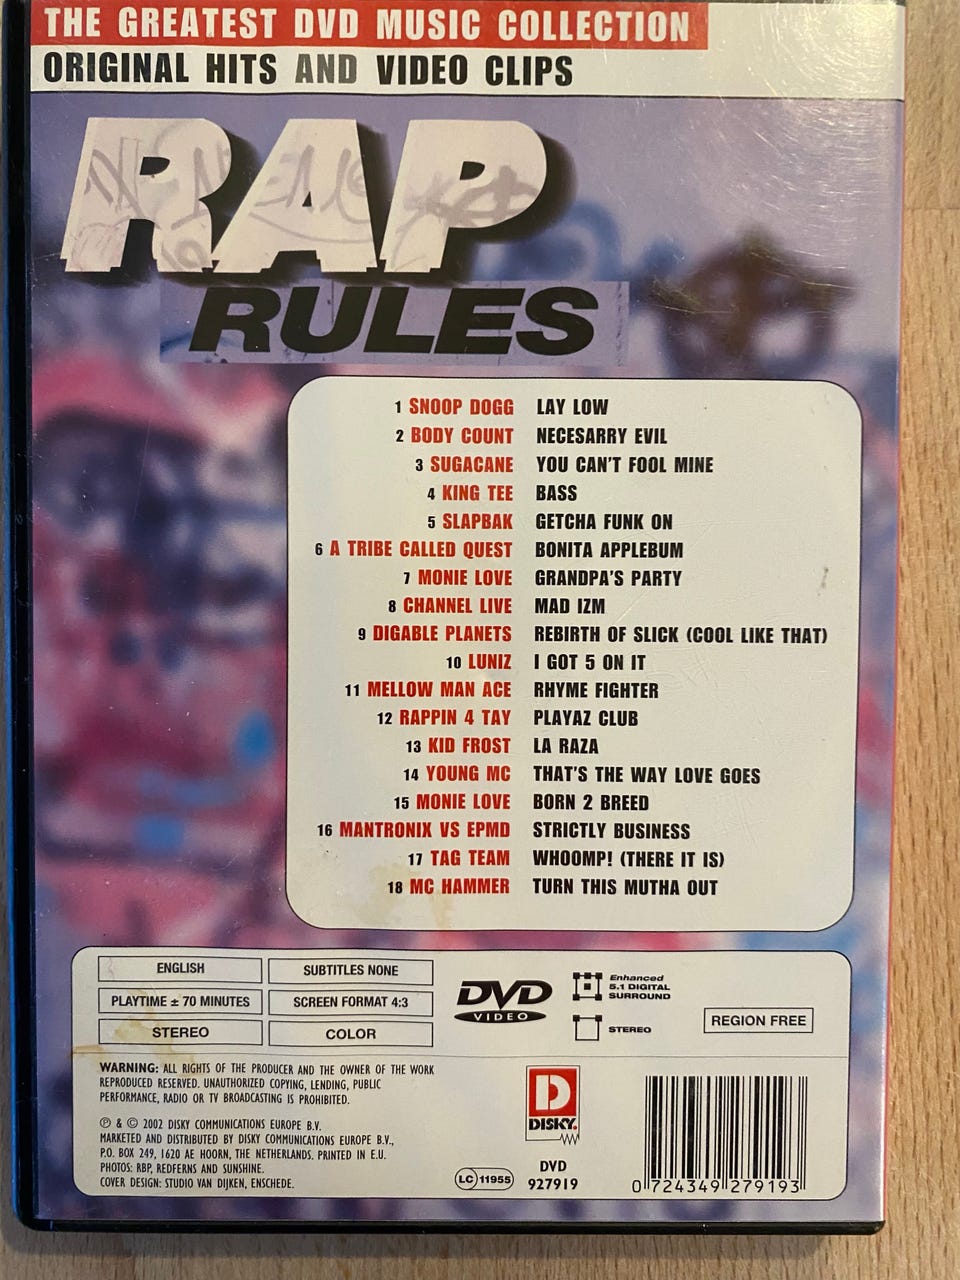 THE GREATEST DVD MUSIC COLLECTION
ORIGINAL HITS AND VIDEO CLIPS
RAP
RULES
1 SNOOP DOGG LAY LOW
2 BODY COUNT NECESARRY EVIL
3 SUGACANE YOU CAN'T FOOL MINE
4 KING TEE BASS
5 SLAPBAK GETCHA FUNK ON
6 A TRIBE CALLED QUEST BONITA APPLEBUM
7 MONIE LOVE GRANDPA'S PARTY
8 CHANNEL LIVE MAD IZM
9 DIGABLE PLANETS REBIRTH OF SLICK (COOL LIKE THAT)
10 LUNIZ I GOT 5 ON IT
11 MELLOW MAN ACE RHYME FIGHTER
12 RAPPIN 4 TAY PLAYAZ CLUB
13 KID FROST LA RAZA
14 YOUNG MC THAT'S THE WAY LOVE GOES
15 MONIE LOVE BORN 2 BREED
16 MANTRONIX VS EPMD STRICTLY BUSINESS
17 TAG TEAM WHOOMP! (THERE IT IS)
18 MC HAMMER TURN THIS MUTHA OUT
ENGLISH SUBTITLES NONE
PLAYTIME ± 70 MINUTES SCREEN FORMAT 4:3
STEREO COLOR
DVD
VIDEO
Enhanced
5.1 DIGITAL
SURROUND
STEREO
REGION FREE
WARNING: ALL RIGHTS OF THE PRODUCER AND THE OWNER OF THE WORK
REPRODUCED RESERVED. UNAUTHORIZED COPYING, LENDING, PUBLIC
PERFORMANCE, RADIO OR TV BROADCASTING IS PROHIBITED.
℗ & © 2002 DISKY COMMUNICATIONS EUROPE B.V.
MARKETED AND DISTRIBUTED BY DISKY COMMUNICATIONS EUROPE B.V.,
P.O. BOX 249, 1620 AE HOORN, THE NETHERLANDS. PRINTED IN E.U.
PHOTOS: RBP, REDFERNS AND SUNSHINE.
COVER DESIGN: STUDIO VAN DIJKEN, ENSCHEDE.
D
DISKY.
LC 11955
DVD
927919
0 724349 279193